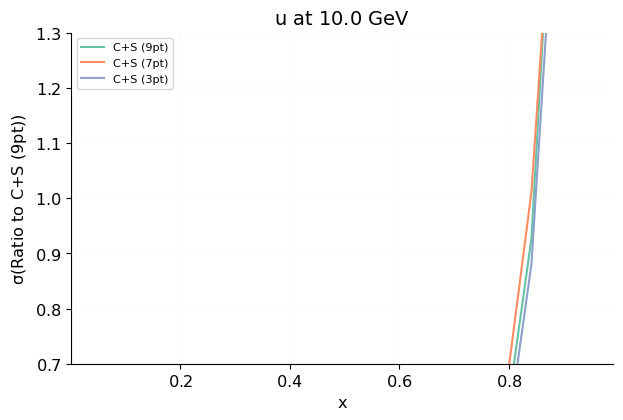 u at 10.0 GeV
C+S (9pt)
C+S (7pt)
C+S (3pt)
σ(Ratio to C+S (9pt))
1.3
1.2
1.1
1.0
0.9
0.8
0.7
0.2
0.4
0.6
0.8
x